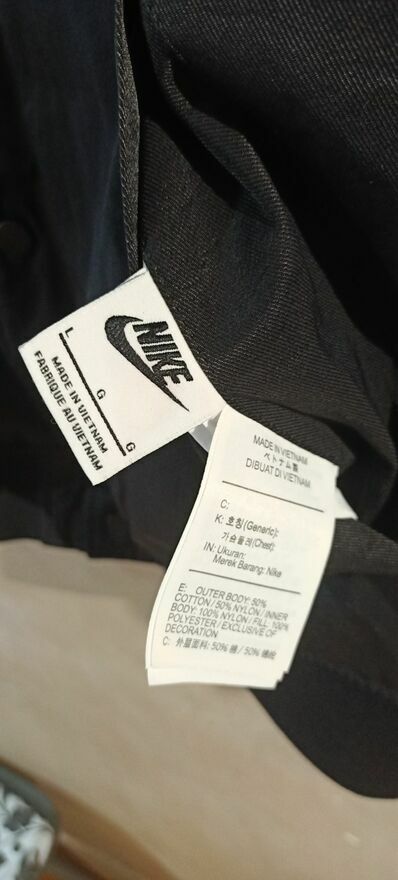 NIKE
L G G
MADE IN VIETNAM
FABRIQUE AU VIETNAM
MADE IN VIETNAM
ベトナム製
DIBUAT DI VIETNAM
C:
K: 호칭(Generic):
가슴둘레(Chest):
IN: Ukuran:
Merek Barang: Nike
E: OUTER BODY: 50%
COTTON / 50% NYLON / INNER
BODY: 100% NYLON / FILL: 100%
POLYESTER / EXCLUSIVE OF
DECORATION
C: 外层面料: 50% 棉 / 50% 锦纶